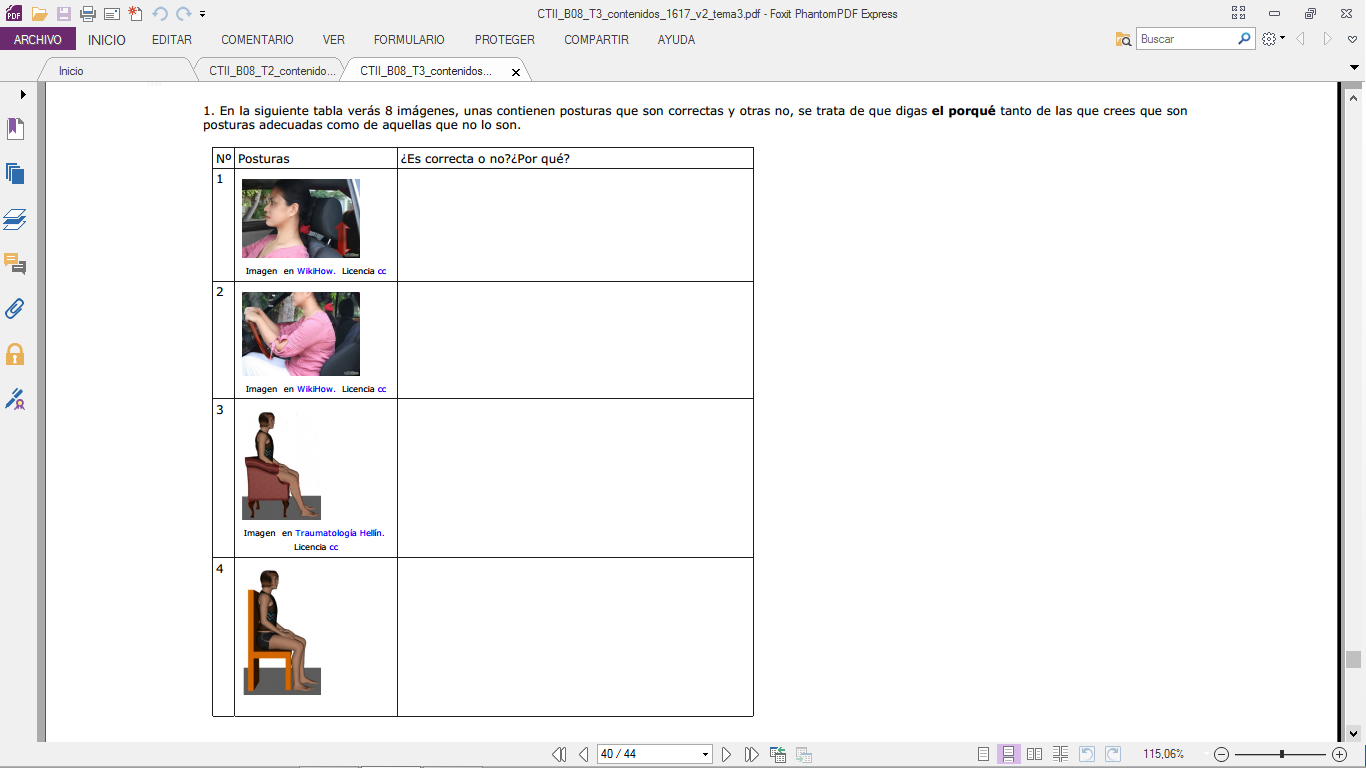 CTII_B08_T3_contenidos_1617_v2_tema3.pdf - Foxit PhantomPDF Express
ARCHIVO INICIO EDITAR COMENTARIO VER FORMULARIO PROTEGER COMPARTIR AYUDA
Buscar
Inicio
CTII_B08_T2_contenido...
CTII_B08_T3_contenidos...
1. En la siguiente tabla verás 8 imágenes, unas contienen posturas que son correctas y otras no, se trata de que digas el porqué tanto de las que crees que son
posturas adecuadas como de aquellas que no lo son.
Nº Posturas ¿Es correcta o no?¿Por qué?
1
Imagen en WikiHow. Licencia cc
2
Imagen en WikiHow. Licencia cc
3
Imagen en Traumatología Hellín.
Licencia cc
4
40 / 44
115,06%